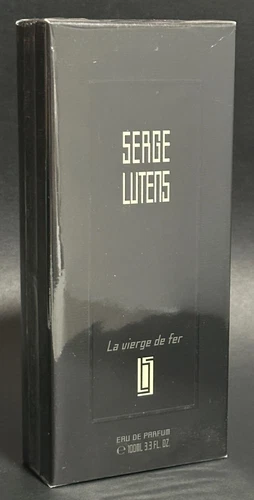 SERGE
LUTENS
La vierge de fer
EAU DE PARFUM
℮ 100ML 3.3 FL. OZ.